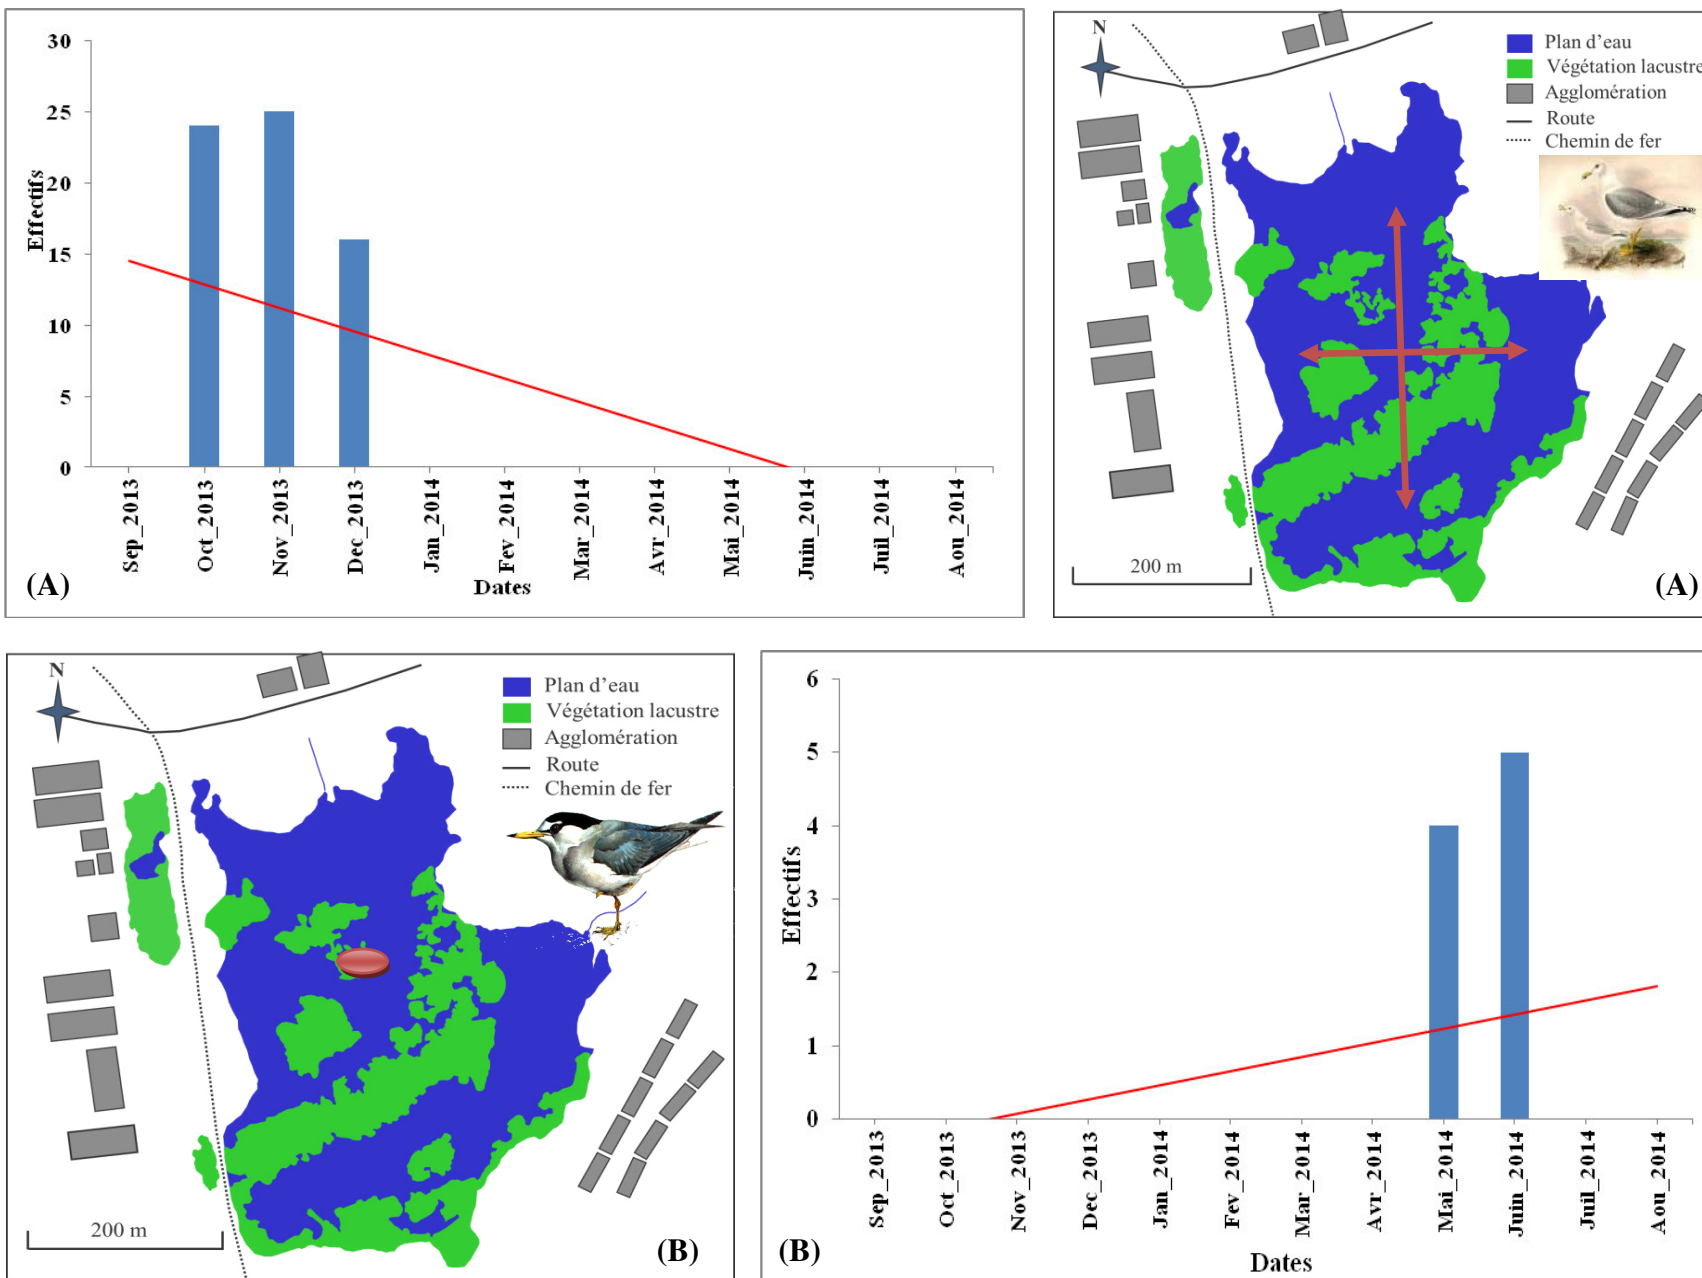 30
25
20
15
10
5
0
Effectifs
Sep_2013
Oct_2013
Nov_2013
Dec_2013
Jan_2014
Fev_2014
Mar_2014
Avr_2014
Mai_2014
Juin_2014
Juil_2014
Aou_2014
Dates
(A)
N
Plan d'eau
Végétation lacustre
Agglomération
Route
Chemin de fer
200 m
(A)
N
Plan d'eau
Végétation lacustre
Agglomération
Route
Chemin de fer
200 m
(B)
6
5
4
3
2
1
0
Effectifs
Sep_2013
Oct_2013
Nov_2013
Dec_2013
Jan_2014
Fev_2014
Mar_2014
Avr_2014
Mai_2014
Juin_2014
Juil_2014
Aou_2014
Dates
(B)